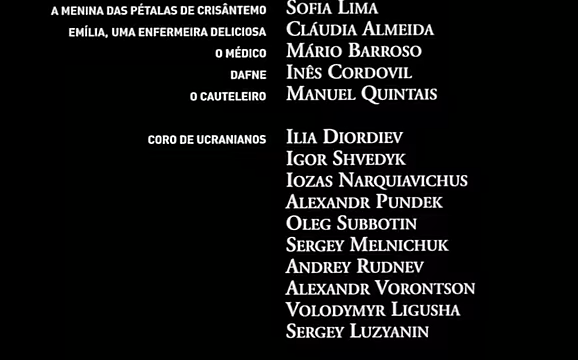 A MENINA DAS PÉTALAS DE CRISÂNTEMO SOFIA LIMA
EMÍLIA, UMA ENFERMEIRA DELICIOSA CLÁUDIA ALMEIDA
O MÉDICO MÁRIO BARROSO
DAFNE INÊS CORDOVIL
O CAUTELEIRO MANUEL QUINTAIS
CORO DE UCRANIANOS ILIA DIORDIEV
IGOR SHVEDYK
IOZAS NARQUIAVICHUS
ALEXANDR PUNDEK
OLEG SUBBOTIN
SERGEY MELNICHUK
ANDREY RUDNEV
ALEXANDR VORONTSON
VOLODYMYR LIGUSHA
SERGEY LUZYANIN